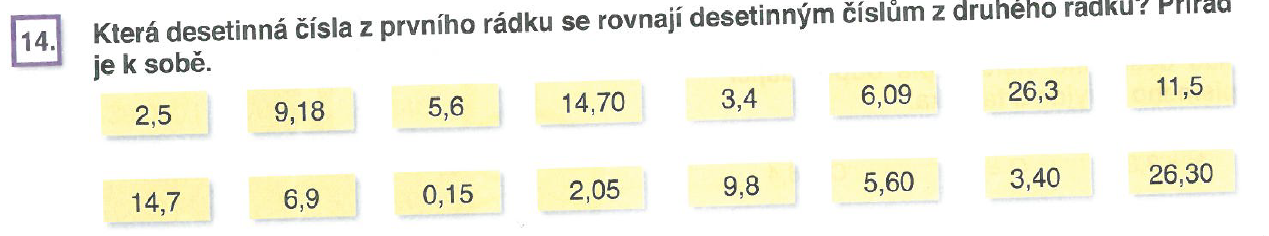 14. Která desetinná čísla z prvního rádku se rovnají desetinným číslům z druhého rádku? Přiřaď
je k sobě.
2,5 9,18 5,6 14,70 3,4 6,09 26,3 11,5
14,7 6,9 0,15 2,05 9,8 5,60 3,40 26,30